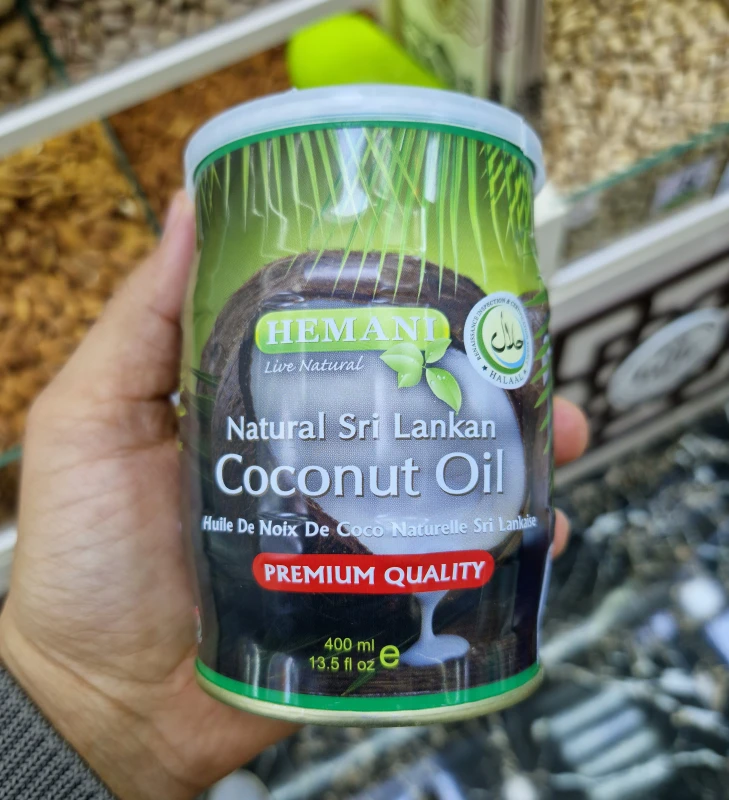 HEMANI
Live Natural
حلال
HALAAL
Natural Sri Lankan
Coconut Oil
Huile De Noix De Coco Naturelle Sri Lankaise
PREMIUM QUALITY
400 ml
13.5 fl oz e